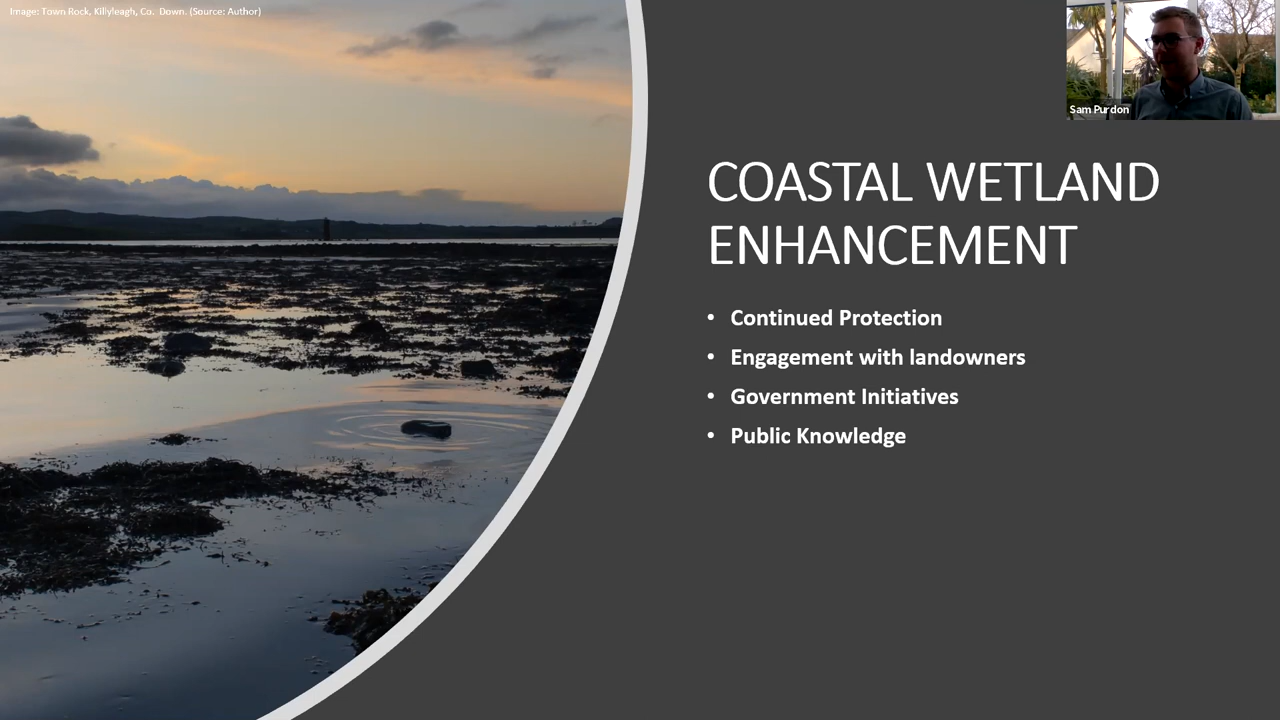 Image: Town Rock, Killyleagh, Co. Down. (Source: Author)
Sam Purdon
COASTAL WETLAND
ENHANCEMENT
• Continued Protection
• Engagement with landowners
• Government Initiatives
• Public Knowledge